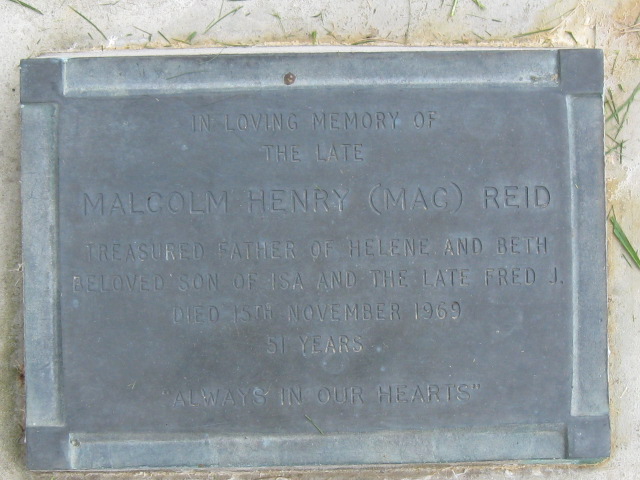 IN LOVING MEMORY OF
THE LATE
MALCOLM HENRY (MAC) REID
TREASURED FATHER OF HELENE AND BETH
BELOVED SON OF ISA AND THE LATE FRED J.
DIED 15TH NOVEMBER 1969
51 YEARS
"ALWAYS IN OUR HEARTS"